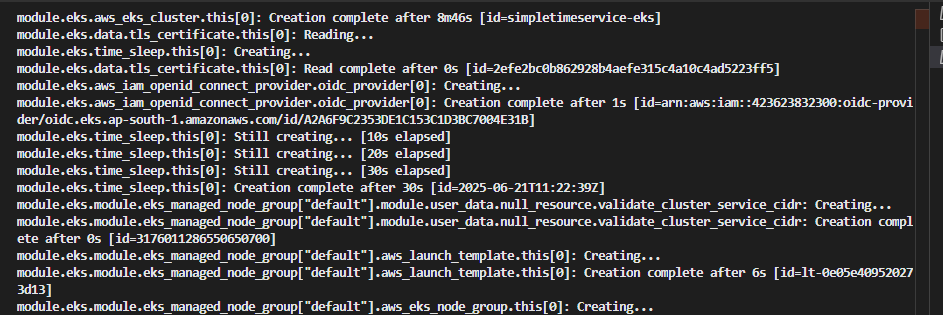 module.eks.aws_eks_cluster.this[0]: Creation complete after 8m46s [id=simpletimeservice-eks]
module.eks.data.tls_certificate.this[0]: Reading...
module.eks.time_sleep.this[0]: Creating...
module.eks.data.tls_certificate.this[0]: Read complete after 0s [id=2efe2bc0b862928b4aefe315c4a10c4ad5223ff5]
module.eks.aws_iam_openid_connect_provider.oidc_provider[0]: Creating...
module.eks.aws_iam_openid_connect_provider.oidc_provider[0]: Creation complete after 1s [id=arn:aws:iam::423623832300:oidc-provi
der/oidc.eks.ap-south-1.amazonaws.com/id/A2A6F9C2353DE1C153C1D3BC7004E31B]
module.eks.time_sleep.this[0]: Still creating... [10s elapsed]
module.eks.time_sleep.this[0]: Still creating... [20s elapsed]
module.eks.time_sleep.this[0]: Still creating... [30s elapsed]
module.eks.time_sleep.this[0]: Creation complete after 30s [id=2025-06-21T11:22:39Z]
module.eks.module.eks_managed_node_group["default"].module.user_data.null_resource.validate_cluster_service_cidr: Creating...
module.eks.module.eks_managed_node_group["default"].module.user_data.null_resource.validate_cluster_service_cidr: Creation compl
ete after 0s [id=3176011286550650700]
module.eks.module.eks_managed_node_group["default"].aws_launch_template.this[0]: Creating...
module.eks.module.eks_managed_node_group["default"].aws_launch_template.this[0]: Creation complete after 6s [id=lt-0e05e40952027
3d13]
module.eks.module.eks_managed_node_group["default"].aws_eks_node_group.this[0]: Creating...